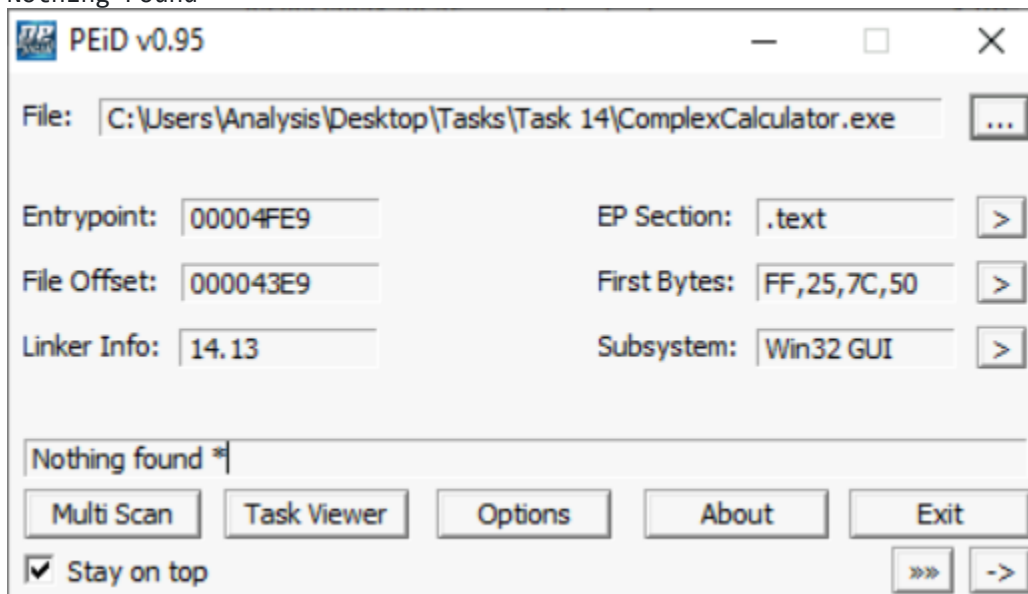 Nothing found
PEiD v0.95
File: C:\Users\Analysis\Desktop\Tasks\Task 14\ComplexCalculator.exe ...
Entrypoint: 00004FE9 EP Section: .text >
File Offset: 000043E9 First Bytes: FF,25,7C,50 >
Linker Info: 14.13 Subsystem: Win32 GUI >
Nothing found *
Multi Scan Task Viewer Options About Exit
Stay on top »» ->